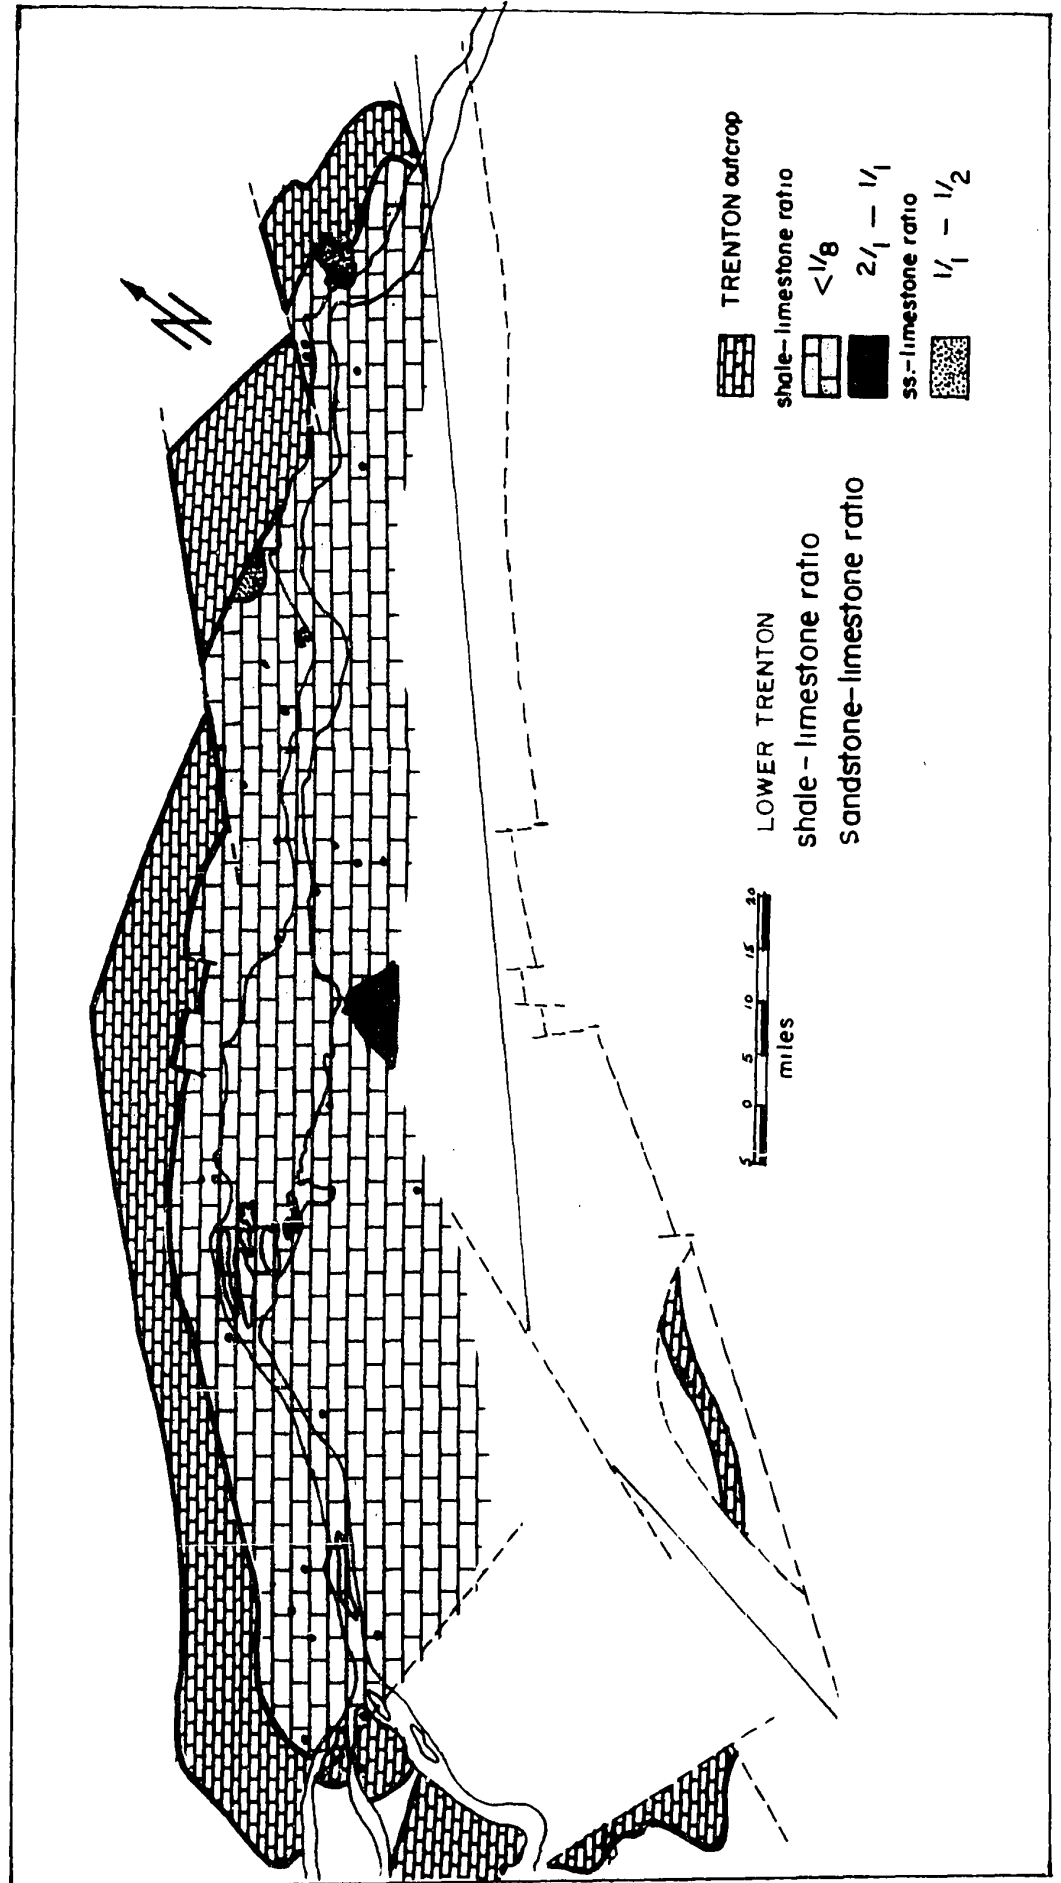 N
TRENTON outcrop
shale-limestone ratio
<1/8
2/1 - 1/1
ss.-limestone ratio
1/1 - 1/2
LOWER TRENTON
shale-limestone ratio
sandstone-limestone ratio
5 0 5 10 15 20
miles